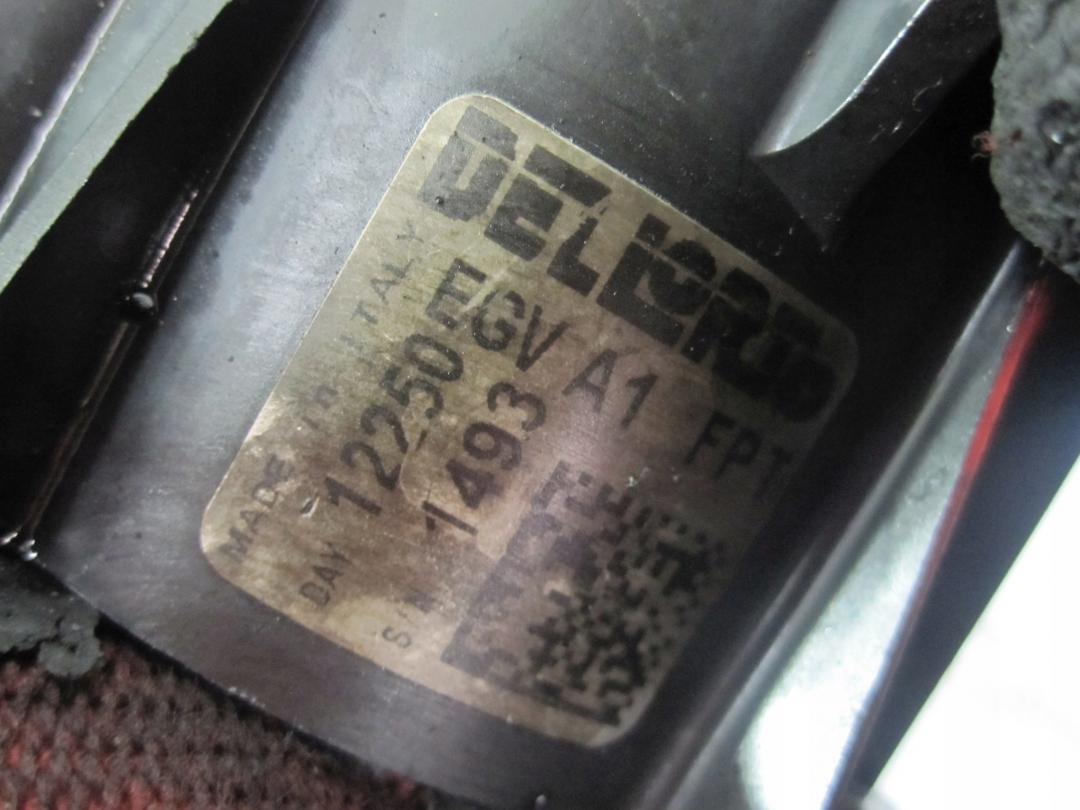 DELLORTO
EGV A1 FPT
MADE in ITALY
DAY 12250
S/N 1493